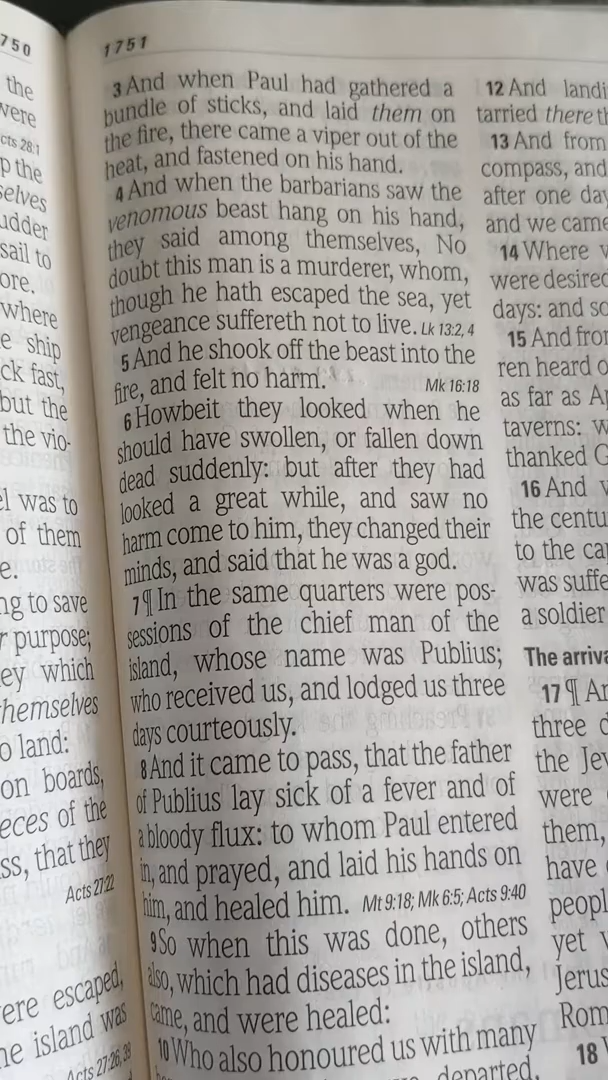 750
the
were
Acts 28:1
p the
selves
udder
sail to
ore.
where
e ship
ck fast,
but the
the vio-
el was to
of them
e.
ng to save
r purpose;
ey which
themselves
o land:
on boards,
eces of the
ss, that they
Acts 27:22
were escaped,
he island was
Acts 27:26, 39
1751
3 And when Paul had gathered a
bundle of sticks, and laid them on
the fire, there came a viper out of the
heat, and fastened on his hand.
4 And when the barbarians saw the
venomous beast hang on his hand,
they said among themselves, No
doubt this man is a murderer, whom,
though he hath escaped the sea, yet
vengeance suffereth not to live. Lk 13:2, 4
5 And he shook off the beast into the
fire, and felt no harm. Mk 16:18
6 Howbeit they looked when he
should have swollen, or fallen down
dead suddenly: but after they had
looked a great while, and saw no
harm come to him, they changed their
minds, and said that he was a god.
7 ¶ In the same quarters were pos-
sessions of the chief man of the
island, whose name was Publius;
who received us, and lodged us three
days courteously.
8 And it came to pass, that the father
of Publius lay sick of a fever and of
a bloody flux: to whom Paul entered
in, and prayed, and laid his hands on
him, and healed him. Mt 9:18; Mk 6:5; Acts 9:40
9 So when this was done, others
also, which had diseases in the island,
came, and were healed:
10 Who also honoured us with many
departed,
12 And landi
tarried there th
13 And from
compass, and
after one day
and we came
14 Where w
were desired
days: and so
15 And from
ren heard o
as far as Ap
taverns: w
thanked G
16 And w
the centu
to the cap
was suffe
a soldier
The arriva
17 ¶ An
three d
the Jew
were
them,
have
peopl
yet w
Jerus
Rom
18